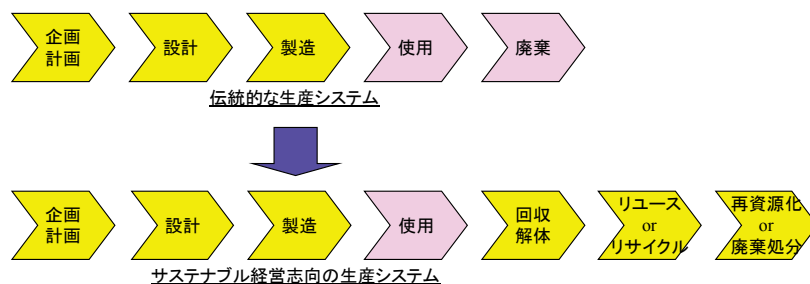 企画
計画
設計
製造
使用
廃棄
伝統的な生産システム
企画
計画
設計
製造
使用
回収
解体
リユース
or
リサイクル
再資源化
or
廃棄処分
サステナブル経営志向の生産システム